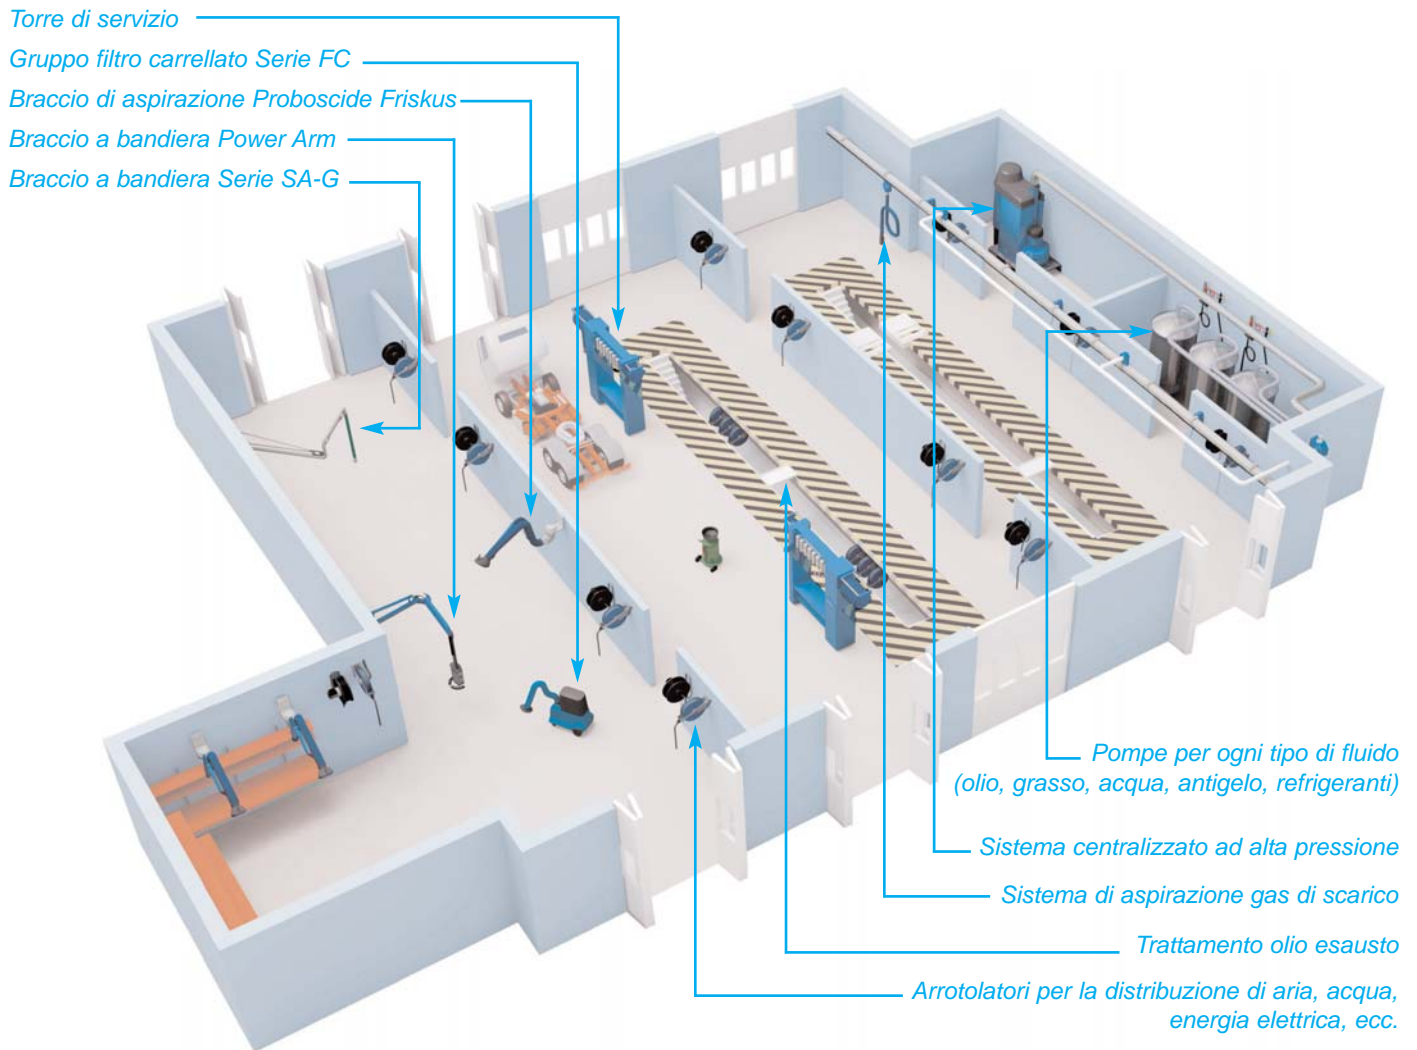 Torre di servizio
Gruppo filtro carrellato Serie FC
Braccio di aspirazione Proboscide Friskus
Braccio a bandiera Power Arm
Braccio a bandiera Serie SA-G
Pompe per ogni tipo di fluido
(olio, grasso, acqua, antigelo, refrigeranti)
Sistema centralizzato ad alta pressione
Sistema di aspirazione gas di scarico
Trattamento olio esausto
Arrotolatori per la distribuzione di aria, acqua,
energia elettrica, ecc.